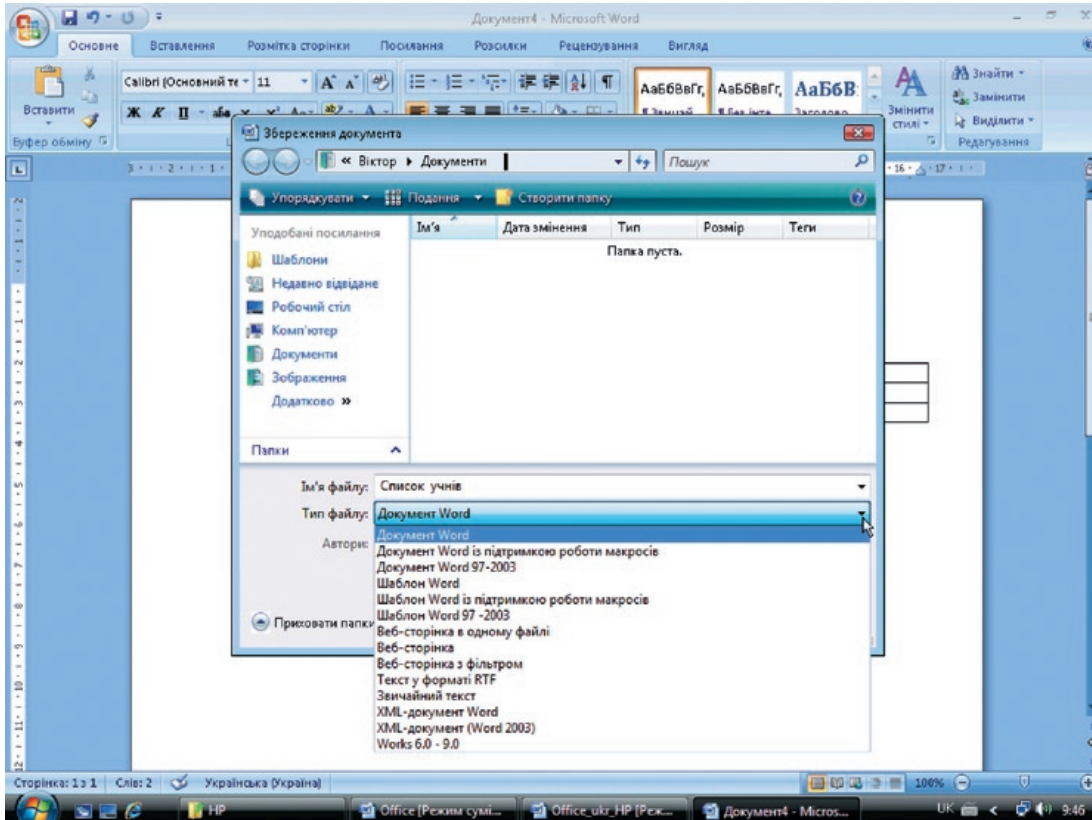 Документ4 - Microsoft Word
Основне Вставлення Розмітка сторінки Посилання Розсилки Рецензування Вигляд
Вставити
Буфер обміну
Calibri (Основний те 11
Ж К П
АаБбВвГг, АаБбВвГг, АаБбВ
Змінити стилі
Знайти
Замінити
Виділити
Редагування
Збереження документа
« Віктор Документи
Пошук
Упорядкувати Подання Створити папку
Уподобані посилання
Шаблони
Недавно відвідане
Робочий стіл
Комп'ютер
Документи
Зображення
Додатково »
Папки
Ім'я Дата змінення Тип Розмір Теги
Папка пуста.
Ім'я файлу: Список учнів
Тип файлу: Документ Word
Автори:
Документ Word
Документ Word із підтримкою роботи макросів
Документ Word 97-2003
Шаблон Word
Шаблон Word із підтримкою роботи макросів
Шаблон Word 97 -2003
Веб-сторінка в одному файлі
Веб-сторінка
Веб-сторінка з фільтром
Текст у форматі RTF
Звичайний текст
XML-документ Word
XML-документ (Word 2003)
Works 6.0 - 9.0
Приховати папки
Сторінка: 1 з 1 Слів: 2 Українська (Україна) 100%
HP Office [Режим сумі... Office_ukr_HP [Реж... Документ4 - Micros... UK 9:46